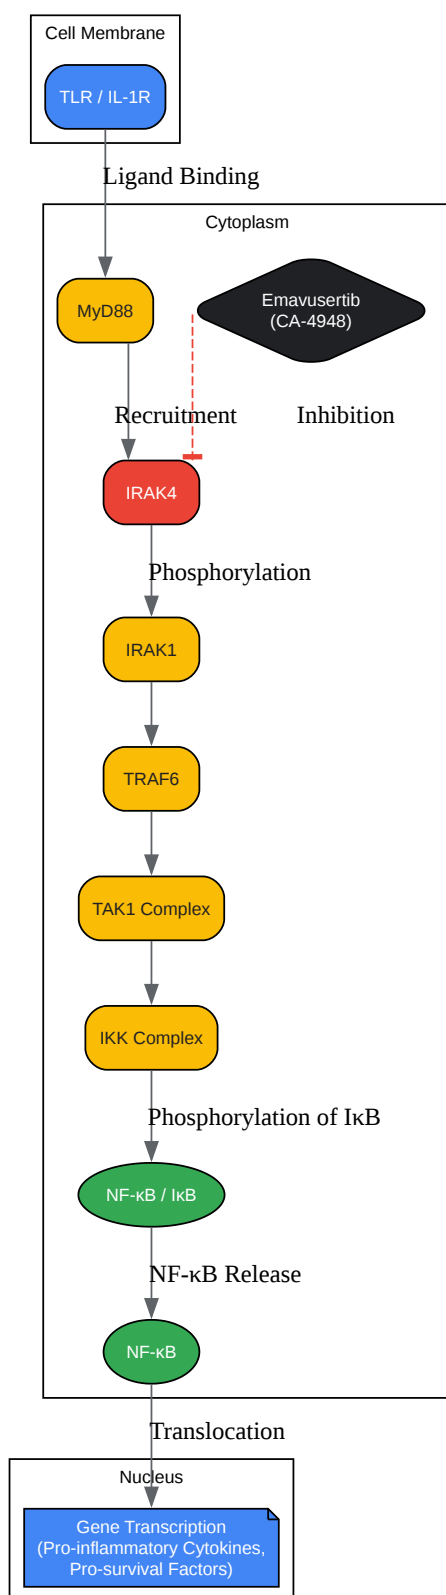 Cell Membrane
TLR / IL-1R
Ligand Binding
Cytoplasm
Emavusertib
(CA-4948)
MyD88
Recruitment
Inhibition
IRAK4
Phosphorylation
IRAK1
TRAF6
TAK1 Complex
IKK Complex
Phosphorylation of IκB
NF-κB / IκB
NF-κB Release
NF-κB
Translocation
Nucleus
Gene Transcription
(Pro-inflammatory Cytokines,
Pro-survival Factors)